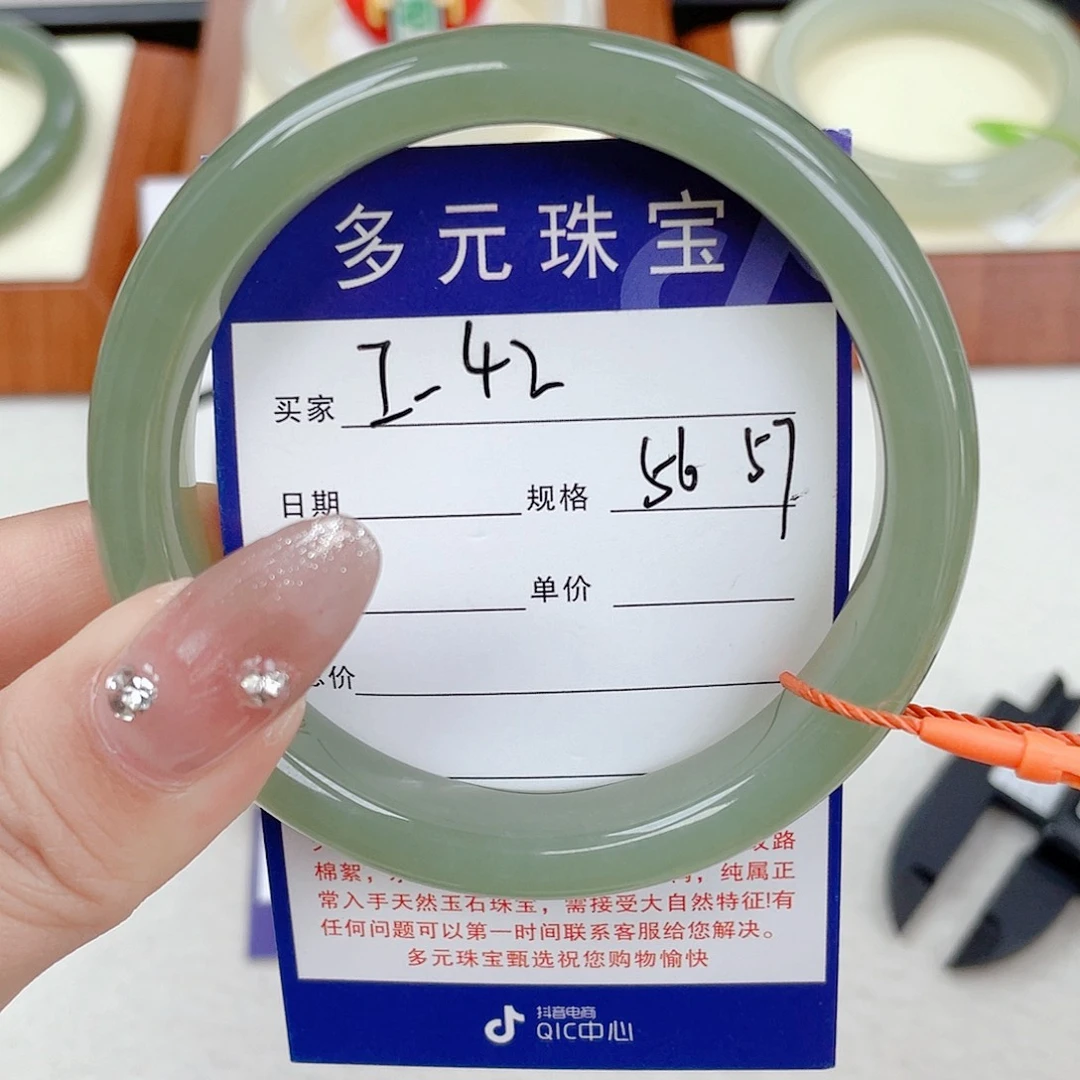 多元珠宝
买家 I-42
日期 规格 56 57
单价
价
路
棉絮, 纯属正
常入手天然玉石珠宝，需接受大自然特征!有
任何问题可以第一时间联系客服给您解决。
多元珠宝甄选祝您购物愉快
抖音电商
QIC中心